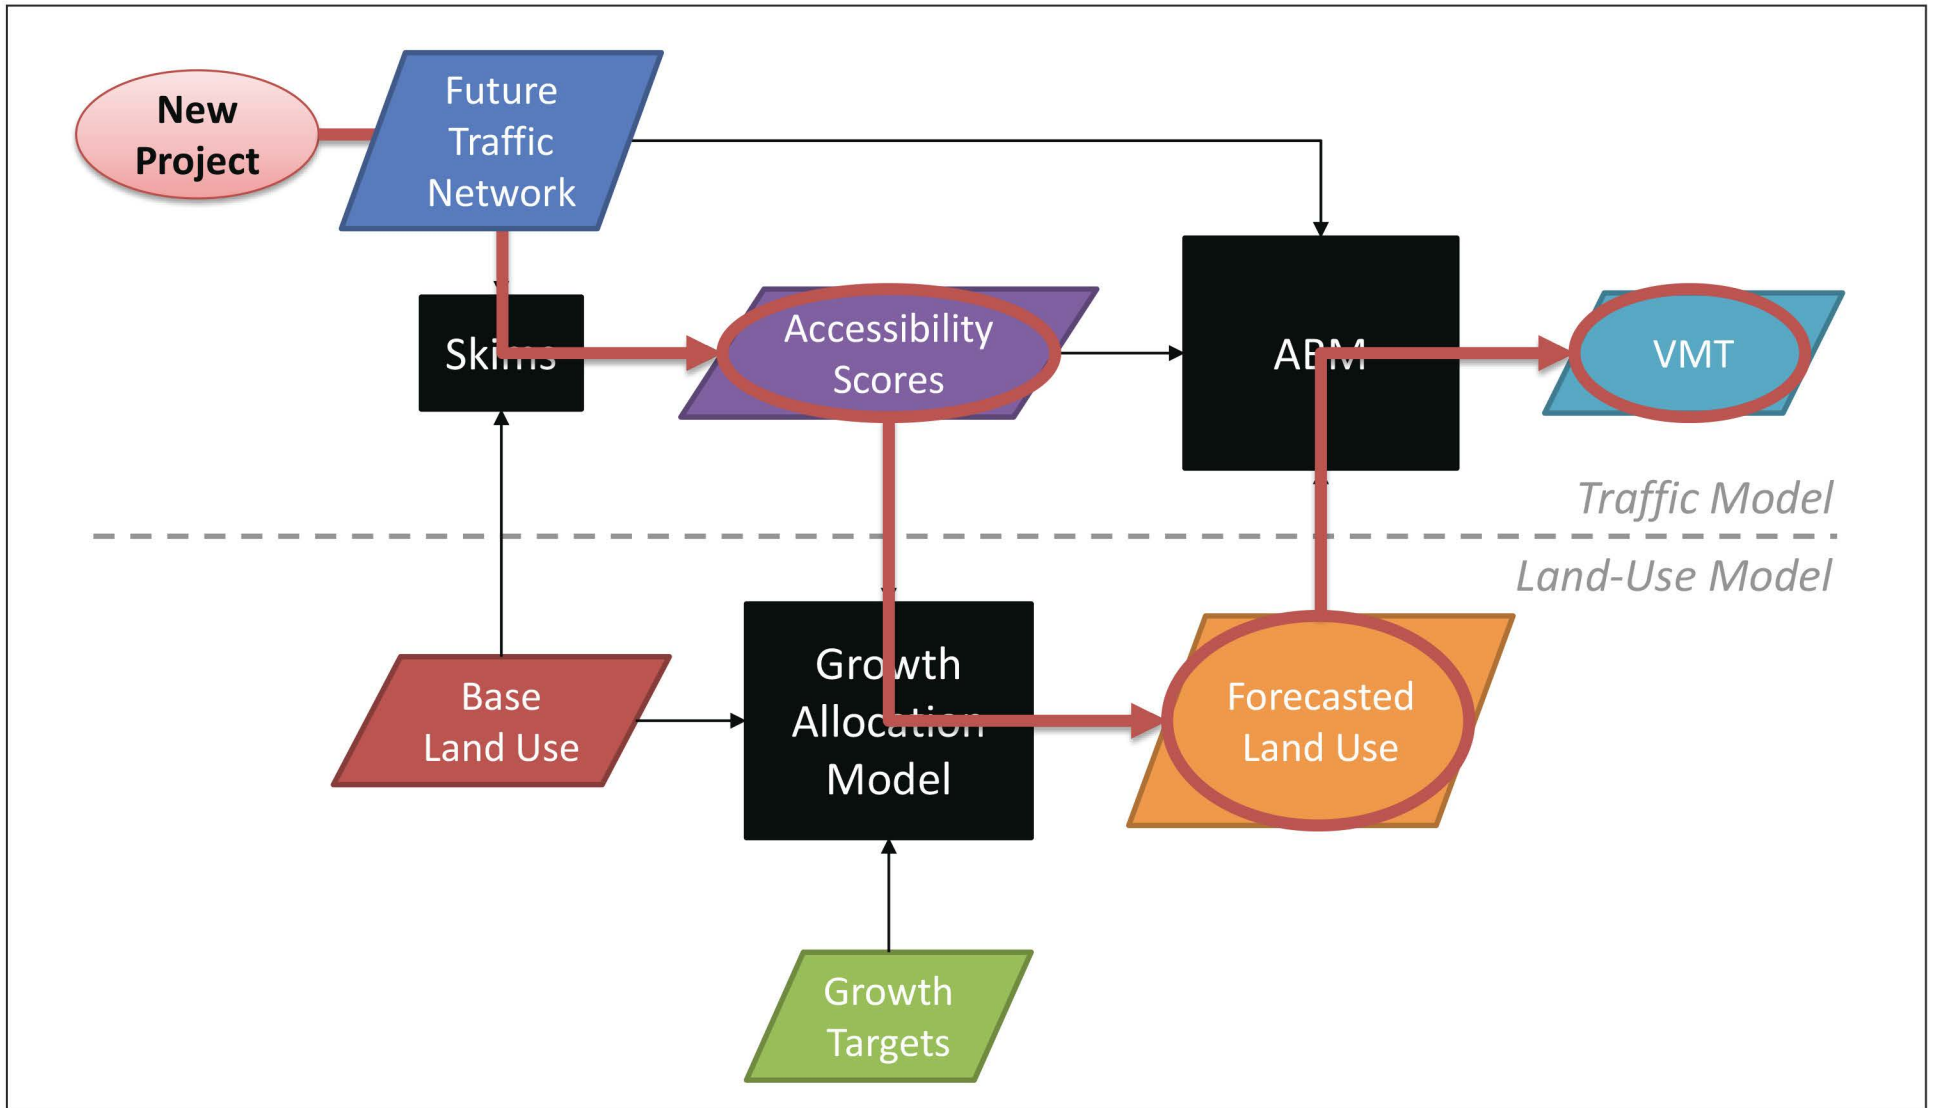 New
Project
Future
Traffic
Network
Skims
Accessibility
Scores
ABM
VMT
Traffic Model
Land-Use Model
Base
Land Use
Growth
Allocation
Model
Forecasted
Land Use
Growth
Targets